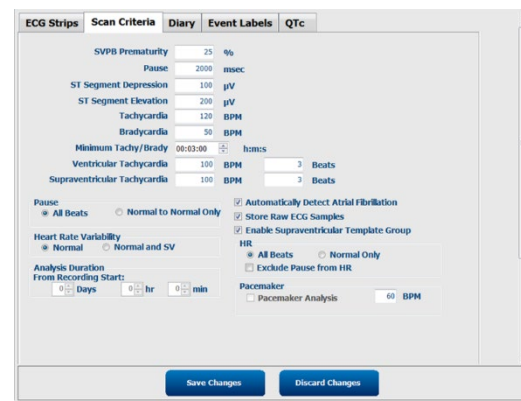 ECG Strips Scan Criteria Diary Event Labels QTc
SVPB Prematurity 25 %
Pause 2000 msec
ST Segment Depression 100 µV
ST Segment Elevation 200 µV
Tachycardia 120 BPM
Bradycardia 50 BPM
Minimum Tachy/Brady 00:03:00 h:m:s
Ventricular Tachycardia 100 BPM 3 Beats
Supraventricular Tachycardia 100 BPM 3 Beats
Pause
All Beats Normal to Normal Only
Automatically Detect Atrial Fibrillation
Store Raw ECG Samples
Enable Supraventricular Template Group
Heart Rate Variability
Normal Normal and SV
HR
All Beats Normal Only
Exclude Pause from HR
Analysis Duration
From Recording Start:
0 Days 0 hr 0 min
Pacemaker
Pacemaker Analysis 60 BPM
Save Changes Discard Changes